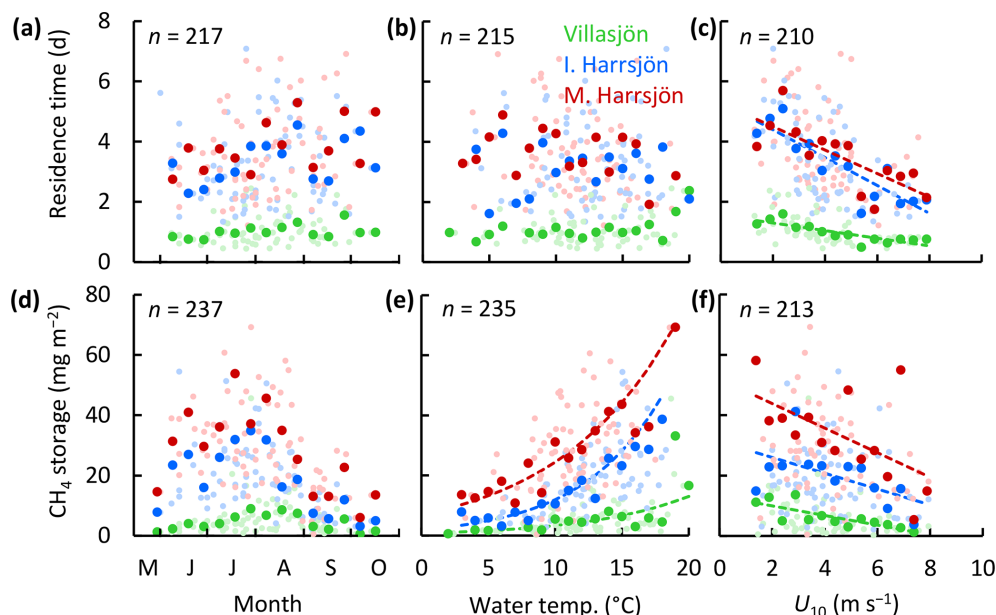 (a)
n = 217
(b)
n = 215
Villasjön
I. Harrsjön
M. Harrsjön
(c)
n = 210
Residence time (d)
8
6
4
2
0
(d)
n = 237
(e)
n = 235
(f)
n = 213
CH₄ storage (mg m⁻²)
80
60
40
20
0
M J J A S O
0 5 10 15 20
0 2 4 6 8 10
Month
Water temp. (°C)
U₁₀ (m s⁻¹)